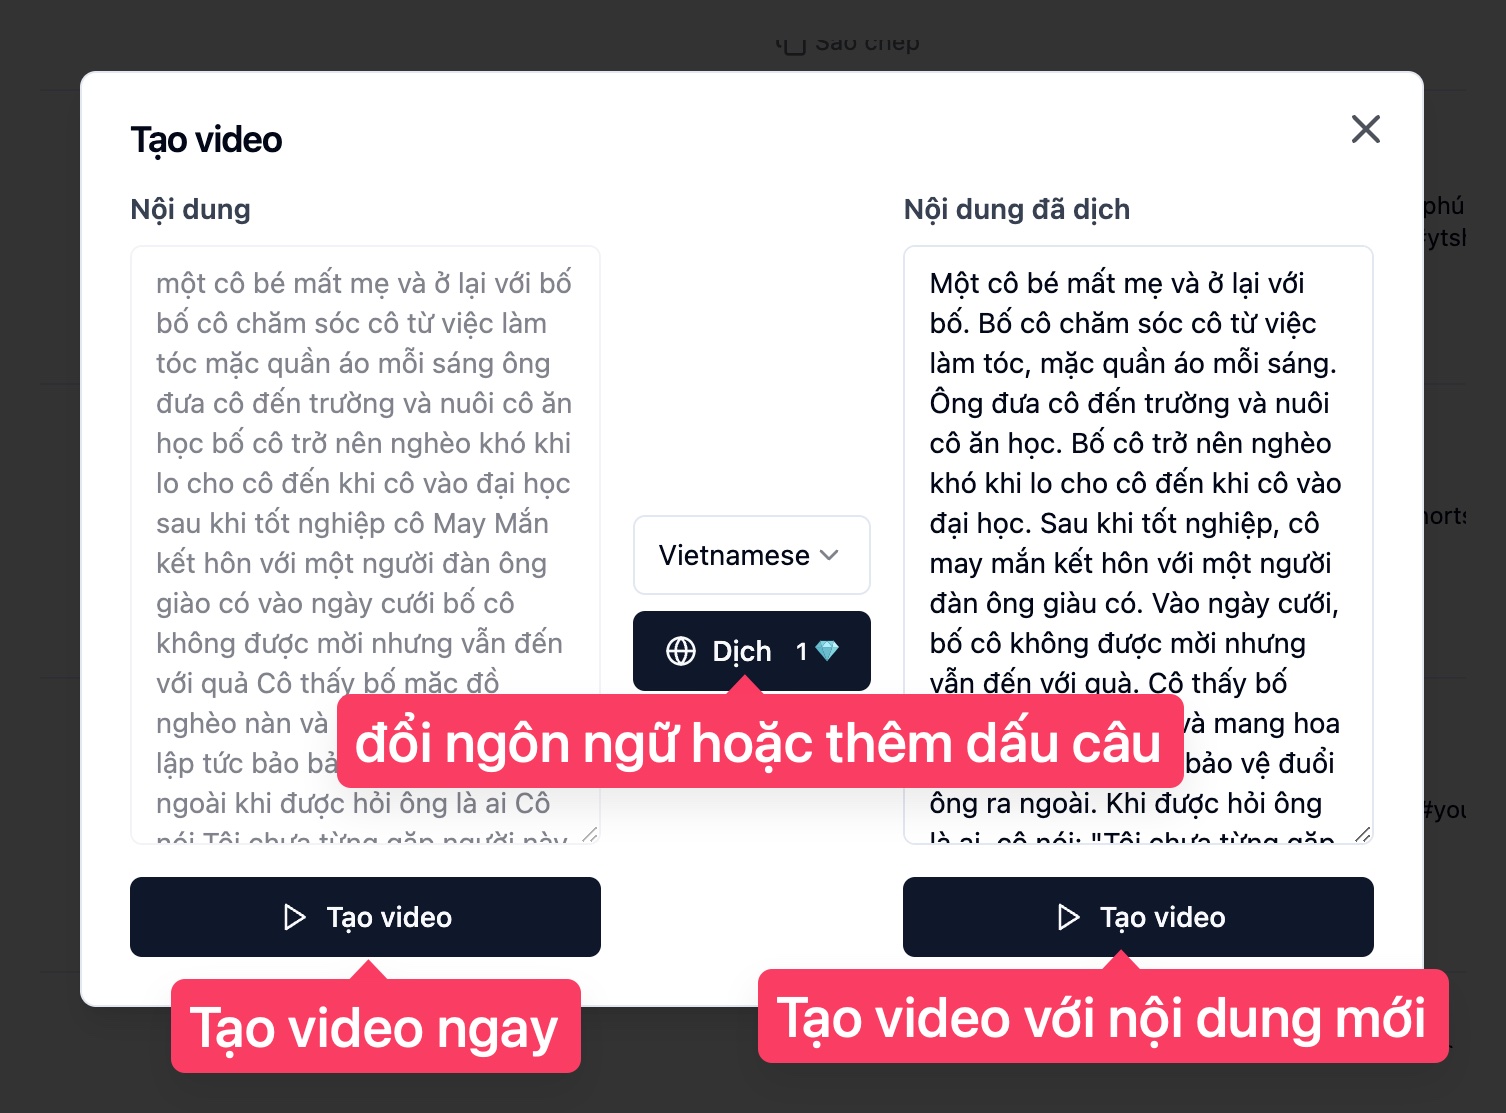 Sao chép
Tạo video
Nội dung
một cô bé mất mẹ và ở lại với bố
bố cô chăm sóc cô từ việc làm
tóc mặc quần áo mỗi sáng ông
đưa cô đến trường và nuôi cô ăn
học bố cô trở nên nghèo khó khi
lo cho cô đến khi cô vào đại học
sau khi tốt nghiệp cô May Mắn
kết hôn với một người đàn ông
giào có vào ngày cưới bố cô
không được mời nhưng vẫn đến
với quả Cô thấy bố mặc đồ
nghèo nàn và
lập tức bảo
ngoài khi được hỏi ông là ai Cô
nói Tôi chưa từng gặp người này
Tạo video
Tạo video ngay
Vietnamese
Dịch 1
đổi ngôn ngữ hoặc thêm dấu câu
Nội dung đã dịch
Một cô bé mất mẹ và ở lại với
bố. Bố cô chăm sóc cô từ việc
làm tóc, mặc quần áo mỗi sáng.
Ông đưa cô đến trường và nuôi
cô ăn học. Bố cô trở nên nghèo
khó khi lo cho cô đến khi cô vào
đại học. Sau khi tốt nghiệp, cô
may mắn kết hôn với một người
đàn ông giàu có. Vào ngày cưới,
bố cô không được mời nhưng
vẫn đến với quà. Cô thấy bố
và mang hoa
bảo vệ đuổi
ông ra ngoài. Khi được hỏi ông
là ai, cô nói: "Tôi chưa từng gặp
Tạo video
Tạo video với nội dung mới
phú